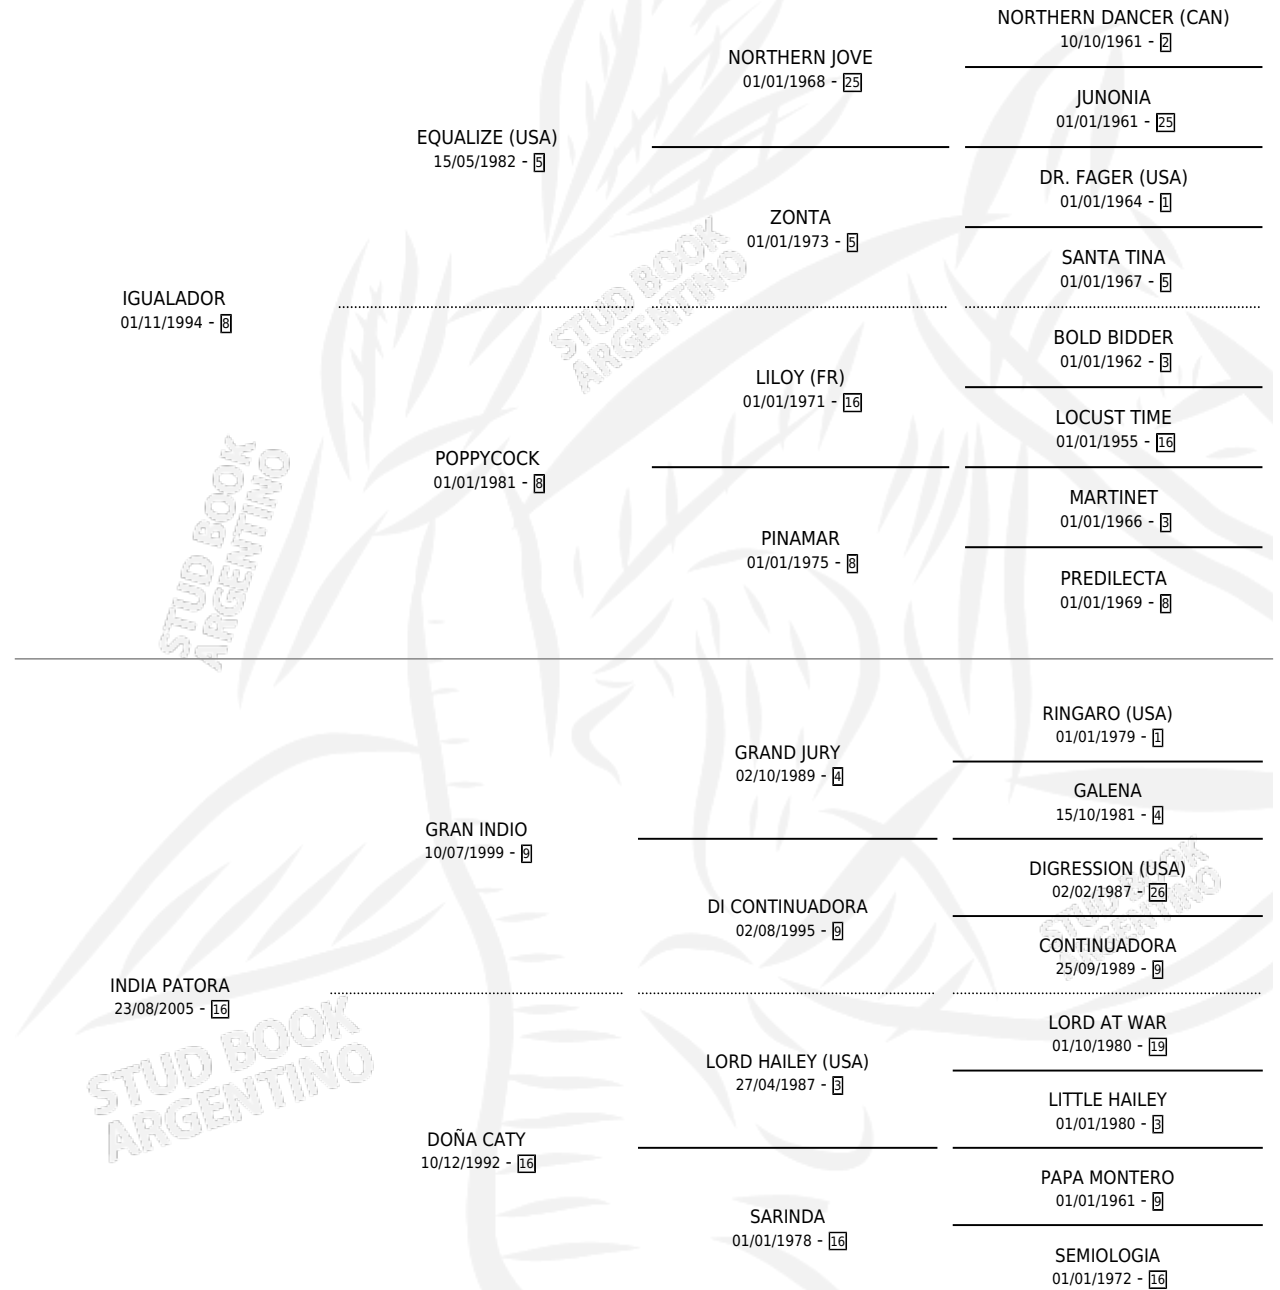 NORTHERN DANCER (CAN)
10/10/1961 - 2
NORTHERN JOVE
01/01/1968 - 25
JUNONIA
01/01/1961 - 25
EQUALIZE (USA)
15/05/1982 - 5
DR. FAGER (USA)
01/01/1964 - 1
ZONTA
01/01/1973 - 5
SANTA TINA
01/01/1967 - 5
IGUALADOR
01/11/1994 - 8
STUD BOOK
ARGENTINO
BOLD BIDDER
01/01/1962 - 3
LILOY (FR)
01/01/1971 - 16
LOCUST TIME
01/01/1955 - 16
POPPYCOCK
01/01/1981 - 8
MARTINET
01/01/1966 - 3
PINAMAR
01/01/1975 - 8
PREDILECTA
01/01/1969 - 8
STUD BOOK
ARGENTINO
RINGARO (USA)
01/01/1979 - 1
GRAND JURY
02/10/1989 - 4
GALENA
15/10/1981 - 4
GRAN INDIO
10/07/1999 - 9
DIGRESSION (USA)
02/02/1987 - 26
DI CONTINUADORA
02/08/1995 - 9
STUD BOOK
ARGENTINO
CONTINUADORA
25/09/1989 - 9
INDIA PATORA
23/08/2005 - 16
STUD BOOK
ARGENTINO
LORD AT WAR
01/10/1980 - 19
LORD HAILEY (USA)
27/04/1987 - 3
LITTLE HAILEY
01/01/1980 - 3
DOÑA CATY
10/12/1992 - 16
PAPA MONTERO
01/01/1961 - 9
SARINDA
01/01/1978 - 16
SEMIOLOGIA
01/01/1972 - 16